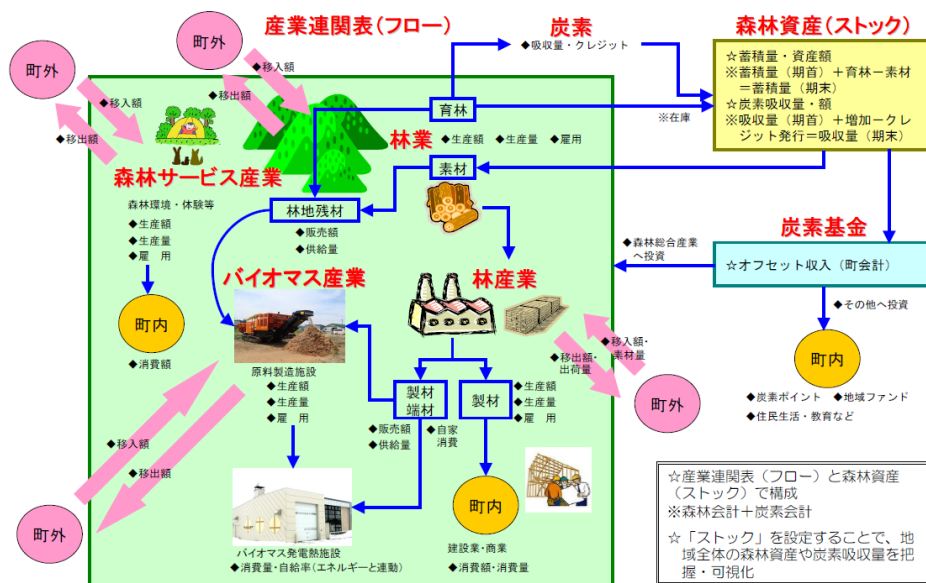 産業連関表(フロー)
炭素
森林資産(ストック)
町外
町外
◆移入額
◆移出額
◆移入額
◆移出額
◆吸収量・クレジット
☆蓄積量・資産額
※蓄積量(期首)+育林-素材
=蓄積量(期末)
☆炭素吸収量・額
※吸収量(期首)+増加-ク
レジット発行=吸収量(期末)
育林
※在庫
林業
◆生産額 ◆生産量 ◆雇用
素材
森林サービス産業
森林環境・体験等
◆生産額
◆生産量
◆雇 用
林地残材
◆販売額
◆供給量
炭素基金
◆森林総合産業
へ投資
☆オフセット収入(町会計)
◆その他へ投資
バイオマス産業
林産業
町内
◆消費額
原料製造施設
◆生産額
◆生産量
◆雇 用
◆移入額・
素材量
◆移出額・
出荷量
町外
町内
◆炭素ポイント ◆地域ファンド
◆住民生活・教育など
製材
端材
製材
◆生産額
◆生産量
◆雇 用
◆販売額
◆供給量
◆自家
消費
◆移入額
◆移出額
町外
町内
バイオマス発電熱施設
◆消費量・自給率(エネルギーと連動)
建設業・商業
◆消費額・消費量
☆産業連関表(フロー)と森林資産
(ストック)で構成
※森林会計+炭素会計
☆「ストック」を設定することで、地
域全体の森林資産や炭素吸収量を把
握・可視化